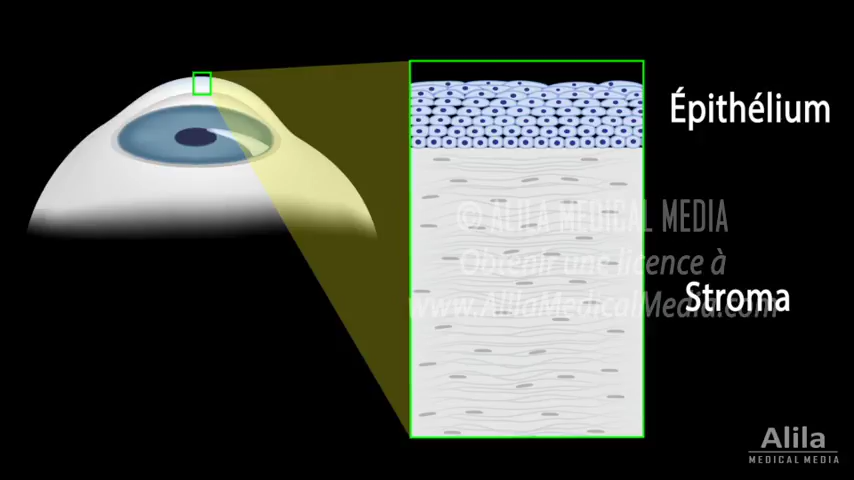 Épithélium
© ALILA MEDICAL MEDIA
Obtenir une licence à
Stroma
www.AlilaMedicalMedia.com
Alila
MEDICAL MEDIA